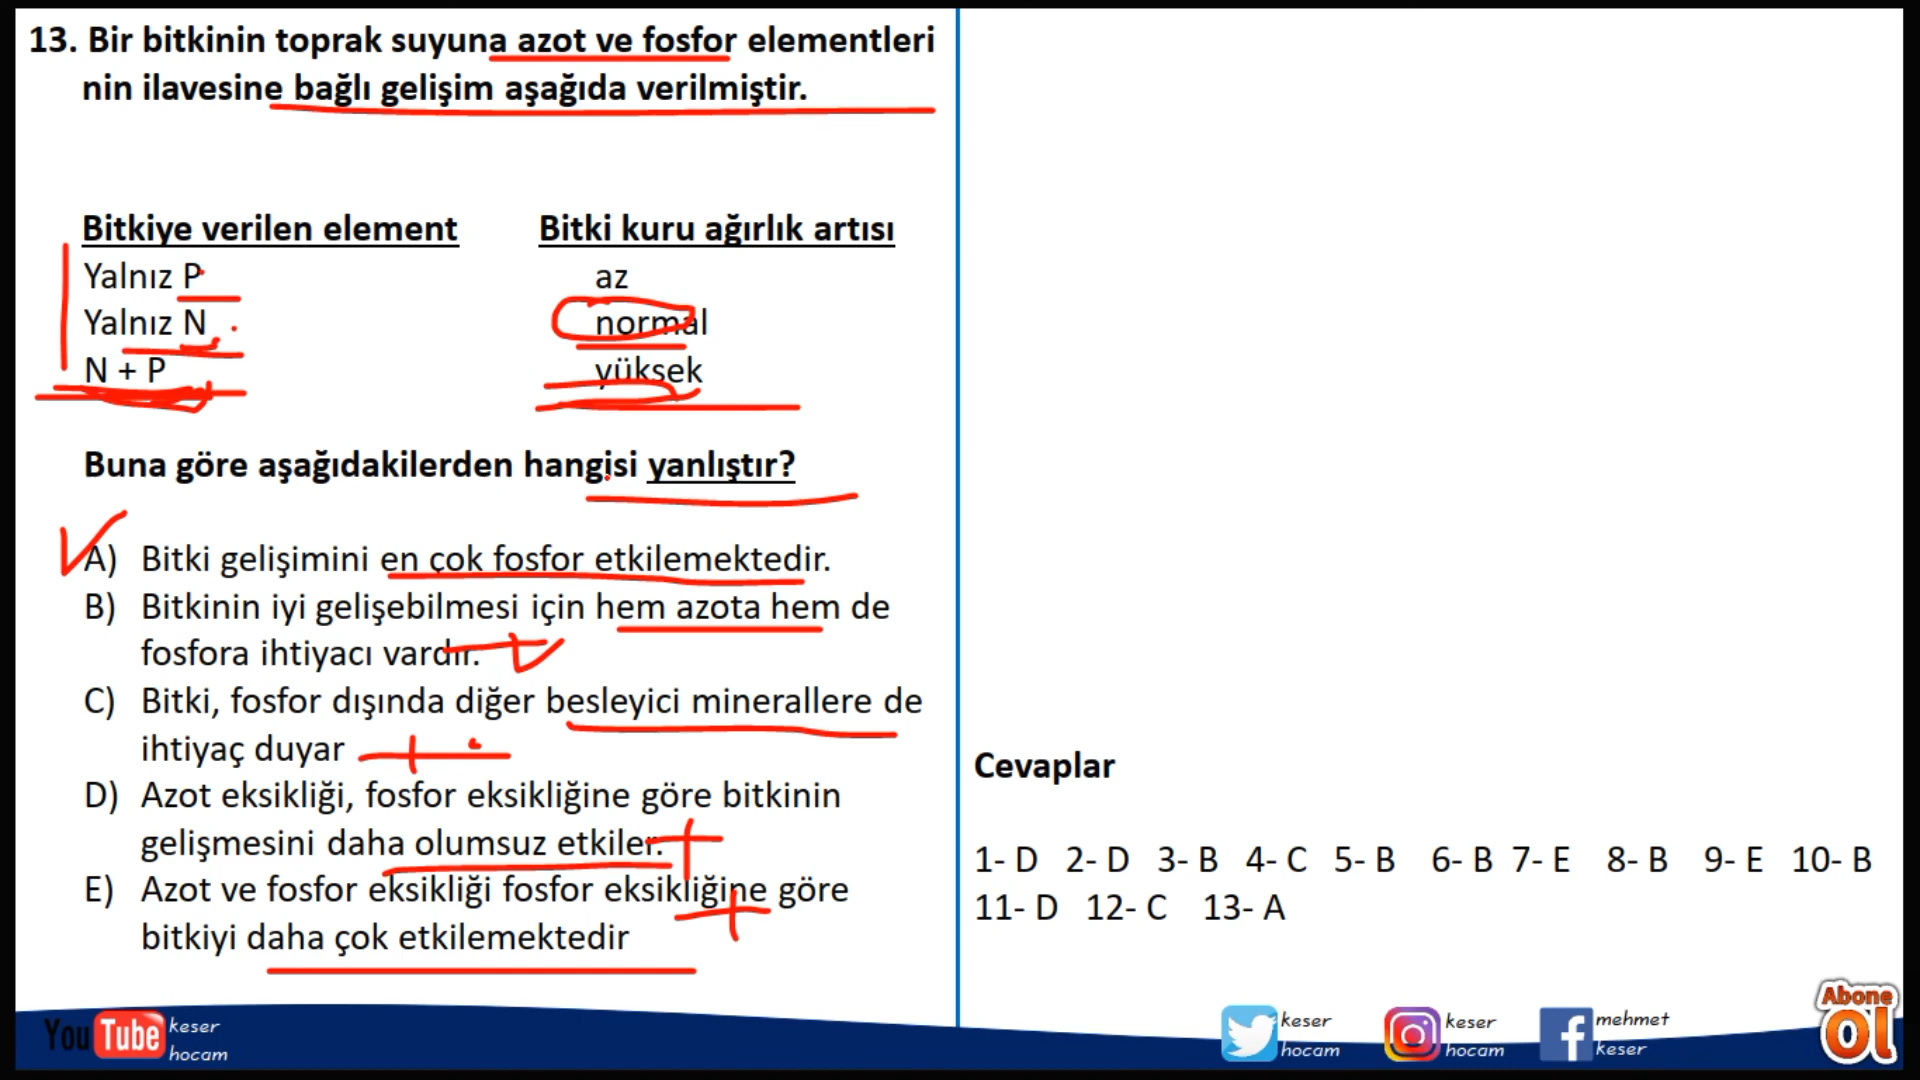 13. Bir bitkinin toprak suyuna azot ve fosfor elementleri
nin ilavesine bağlı gelişim aşağıda verilmiştir.
Bitkiye verilen element Bitki kuru ağırlık artısı
Yalnız P az
Yalnız N normal
N + P yüksek
Buna göre aşağıdakilerden hangisi yanlıştır?
A) Bitki gelişimini en çok fosfor etkilemektedir.
B) Bitkinin iyi gelişebilmesi için hem azota hem de
fosfora ihtiyacı vardır.
C) Bitki, fosfor dışında diğer besleyici minerallere de
ihtiyaç duyar
D) Azot eksikliği, fosfor eksikliğine göre bitkinin
gelişmesini daha olumsuz etkiler.
E) Azot ve fosfor eksikliği fosfor eksikliğine göre
bitkiyi daha çok etkilemektedir
Cevaplar
1- D 2- D 3- B 4- C 5- B 6- B 7- E 8- B 9- E 10- B
11- D 12- C 13- A
YouTube keser
hocam
keser
hocam
keser
hocam
mehmet
keser
Abone
Ol